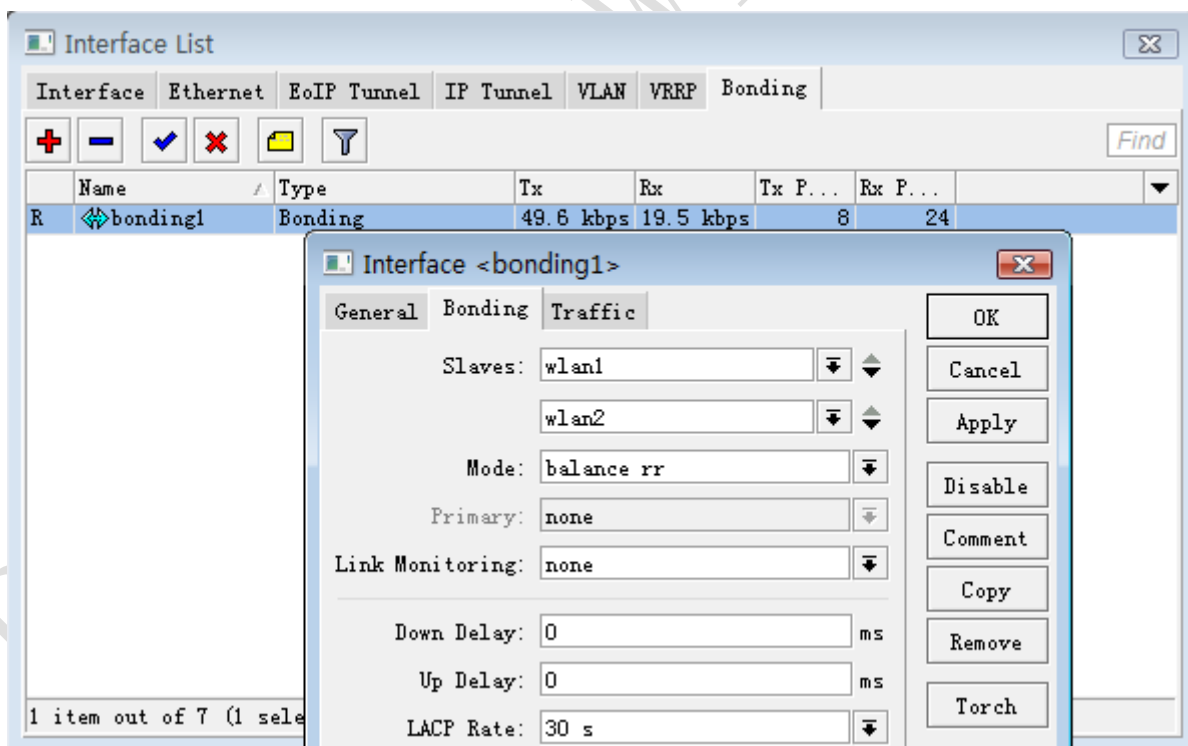 Interface List
Interface Ethernet EoIP Tunnel IP Tunnel VLAN VRRP Bonding
Find
Name Type Tx Rx Tx P... Rx P...
R bonding1 Bonding 49.6 kbps 19.5 kbps 8 24
Interface <bonding1>
General Bonding Traffic
OK
Slaves: wlan1
Cancel
wlan2
Apply
Mode: balance rr
Disable
Primary: none
Comment
Link Monitoring: none
Copy
Down Delay: 0 ms
Remove
Up Delay: 0 ms
Torch
1 item out of 7 (1 sele
LACP Rate: 30 s